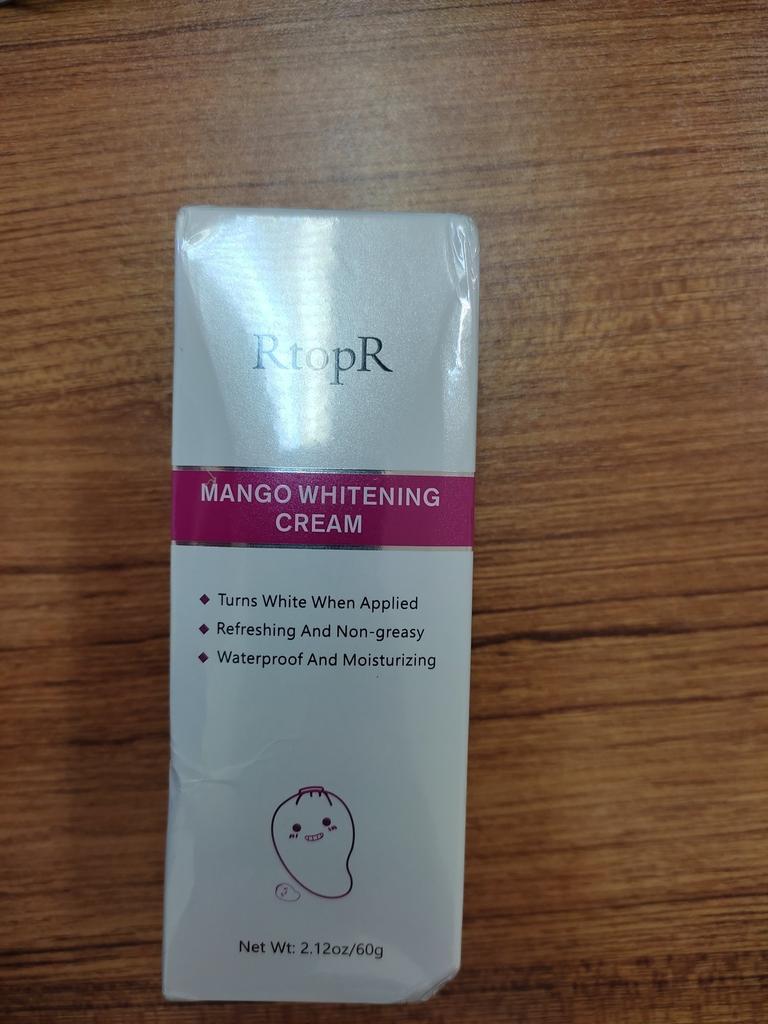 RtopR
MANGO WHITENING
CREAM
Turns White When Applied
Refreshing And Non-greasy
Waterproof And Moisturizing
Net Wt: 2.12oz/60g